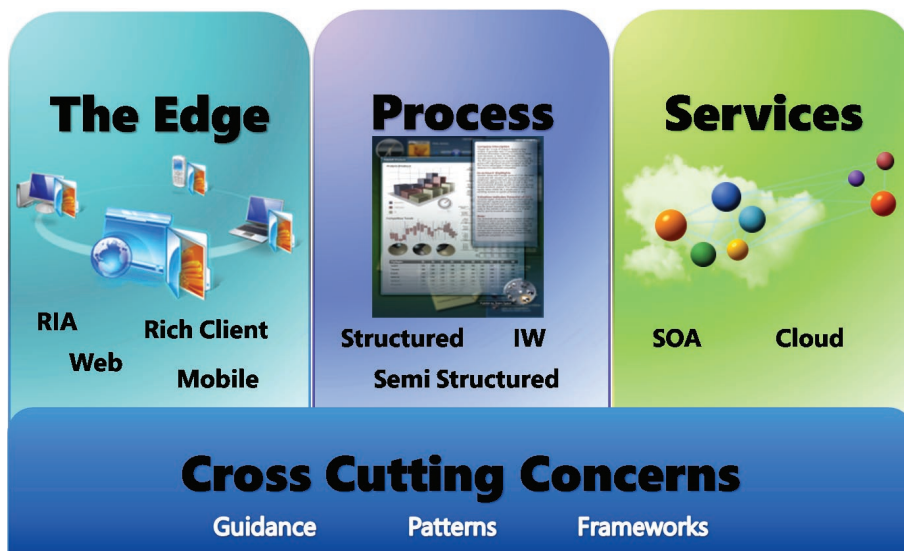 The Edge
Process
Services
RIA
Rich Client
Web
Mobile
Structured
IW
Semi Structured
SOA
Cloud
Cross Cutting Concerns
Guidance
Patterns
Frameworks